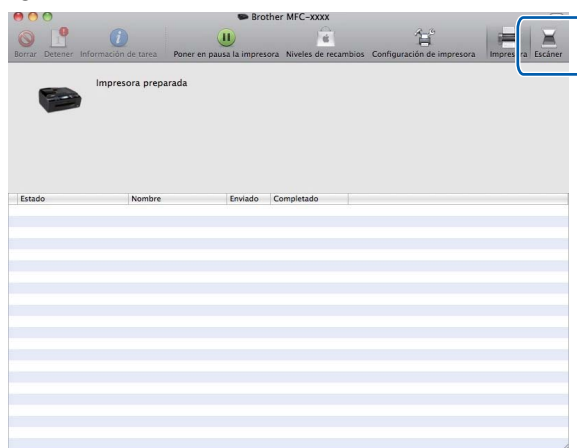 Brother MFC-xxxx
Borrar Detener Información de tarea Poner en pausa la impresora Niveles de recambios Configuración de impresora Impresora Escáner
Impresora preparada
Estado Nombre Enviado Completado